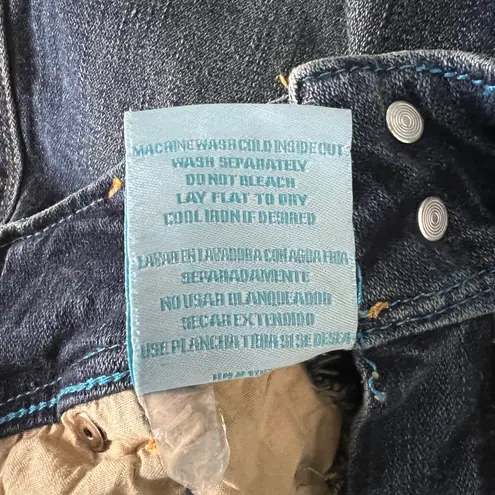 MACHINE WASH COLD INSIDE OUT
WASH SEPARATELY
DO NOT BLEACH
LAY FLAT TO DRY
COOL IRON IF DESIRED
LAVAR EN LAVADORA CON AGUA FRIA
SEPARADAMENTE
NO USAR BLANQUEADOR
SECAR EXTENDIDO
USE PLANCHA TIBIA SI SE DESEA